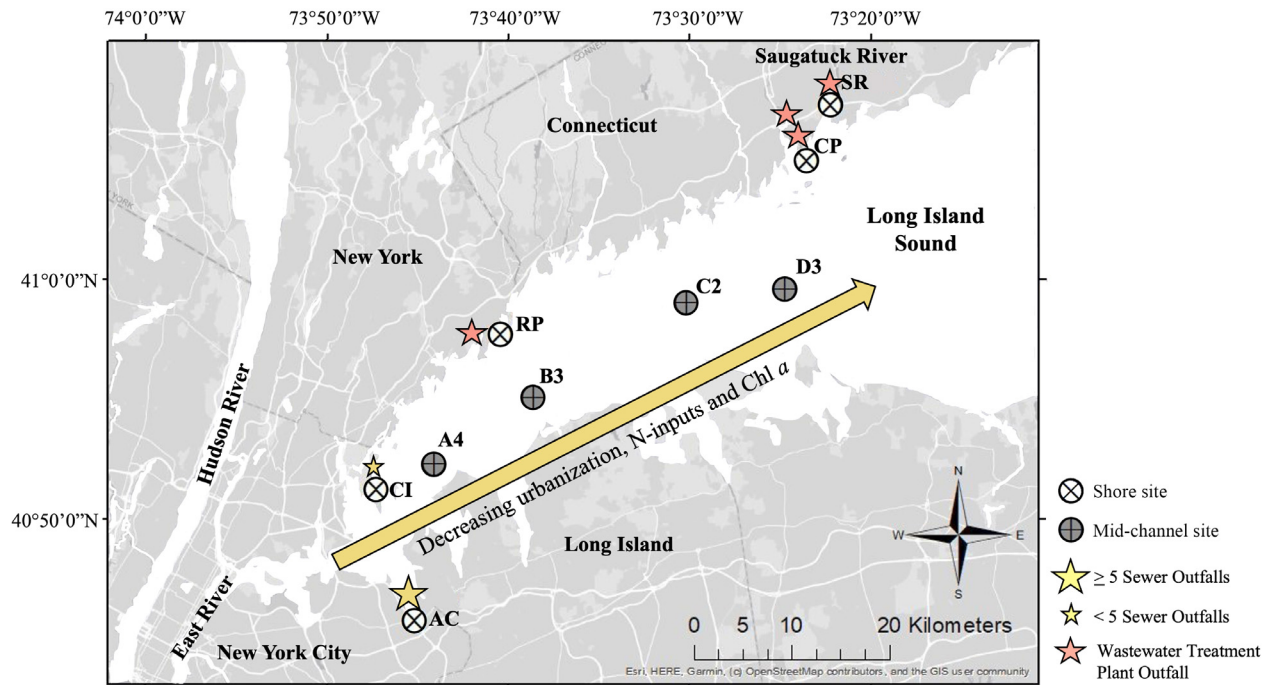 74°0'0"W
73°50'0"W
73°40'0"W
73°30'0"W
73°20'0"W
Saugatuck River
SR
Connecticut
CP
Long Island
Sound
New York
41°0'0"N
D3
C2
RP
B3
Hudson River
A4
Decreasing urbanization, N-inputs and Chl a
CI
40°50'0"N
Long Island
N
W
E
S
East River
AC
New York City
0 5 10 20 Kilometers
Esri, HERE, Garmin, (c) OpenStreetMap contributors, and the GIS user community
Shore site
Mid-channel site
≥ 5 Sewer Outfalls
< 5 Sewer Outfalls
Wastewater Treatment
Plant Outfall